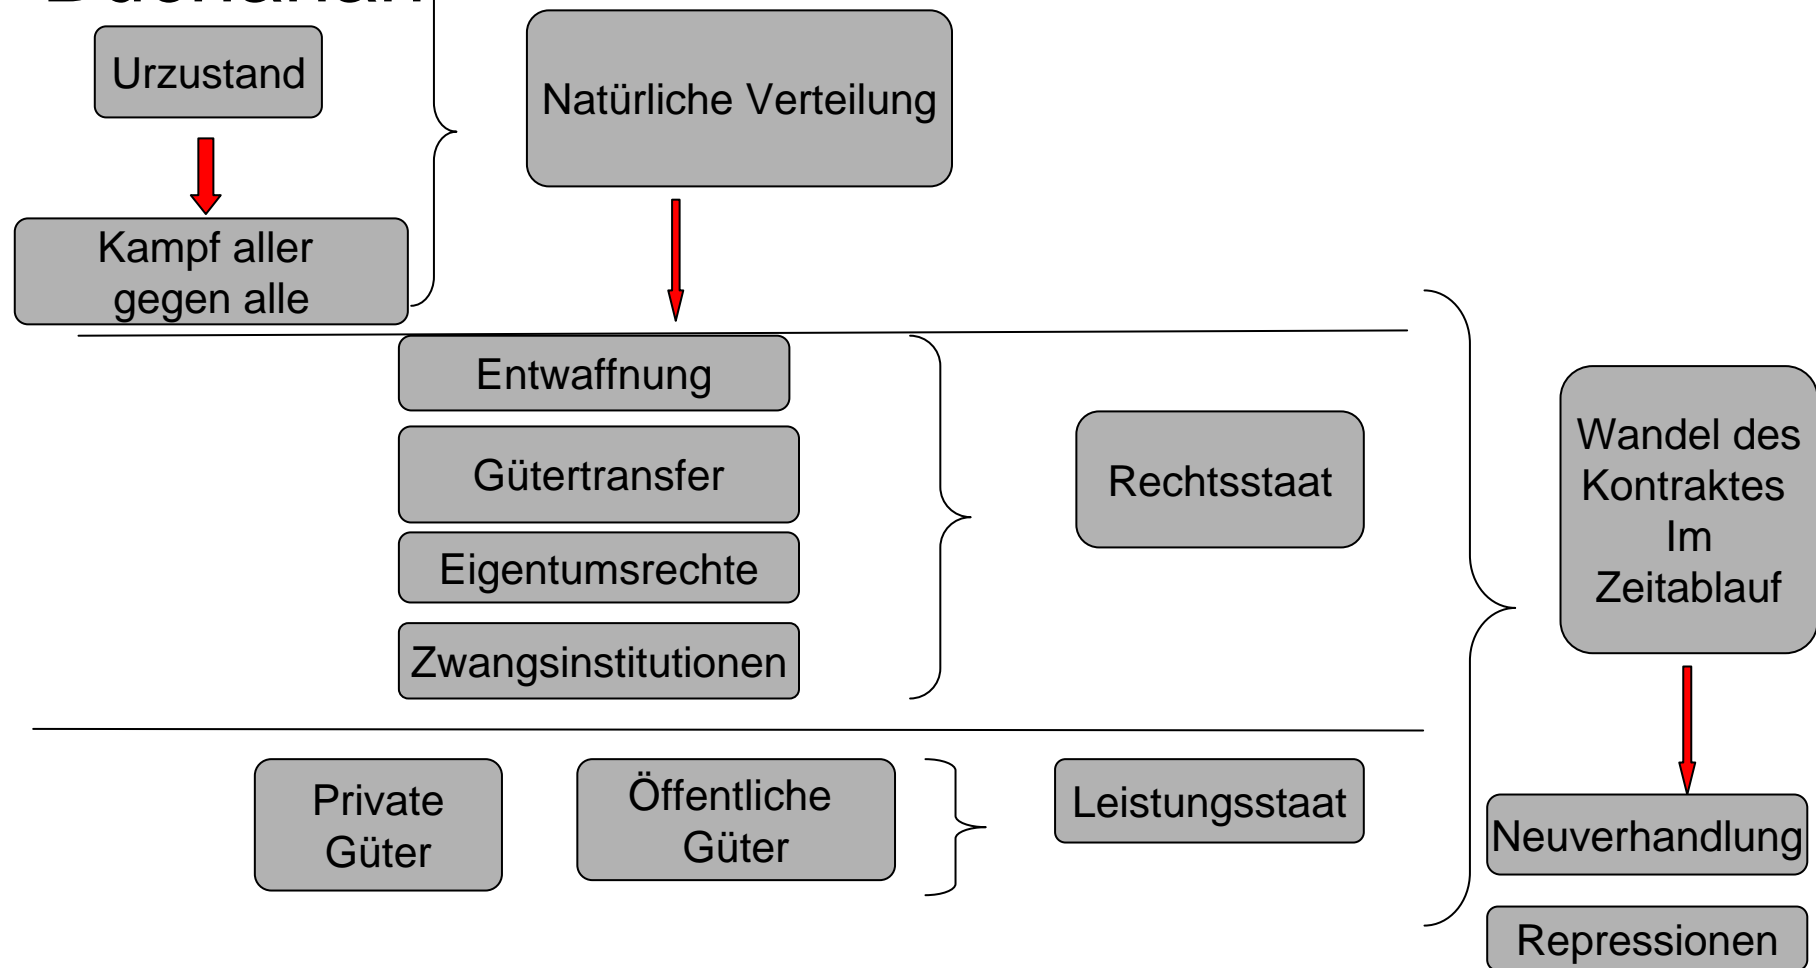 Urzustand
Natürliche Verteilung
Kampf aller
gegen alle
Entwaffnung
Gütertransfer
Eigentumsrechte
Zwangsinstitutionen
Rechtsstaat
Wandel des
Kontraktes
Im
Zeitablauf
Private
Güter
Öffentliche
Güter
Leistungsstaat
Neuverhandlung
Repressionen